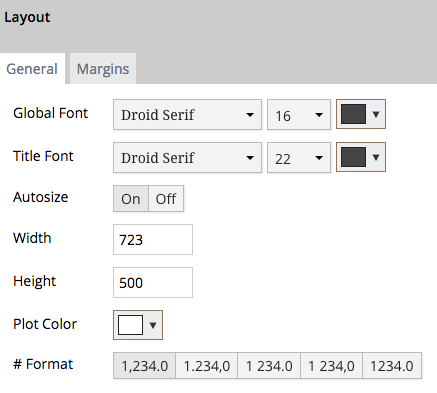 Layout
General Margins
Global Font Droid Serif 16
Title Font Droid Serif 22
Autosize On Off
Width 723
Height 500
Plot Color
# Format 1,234.0 1.234,0 1 234.0 1 234,0 1234.0